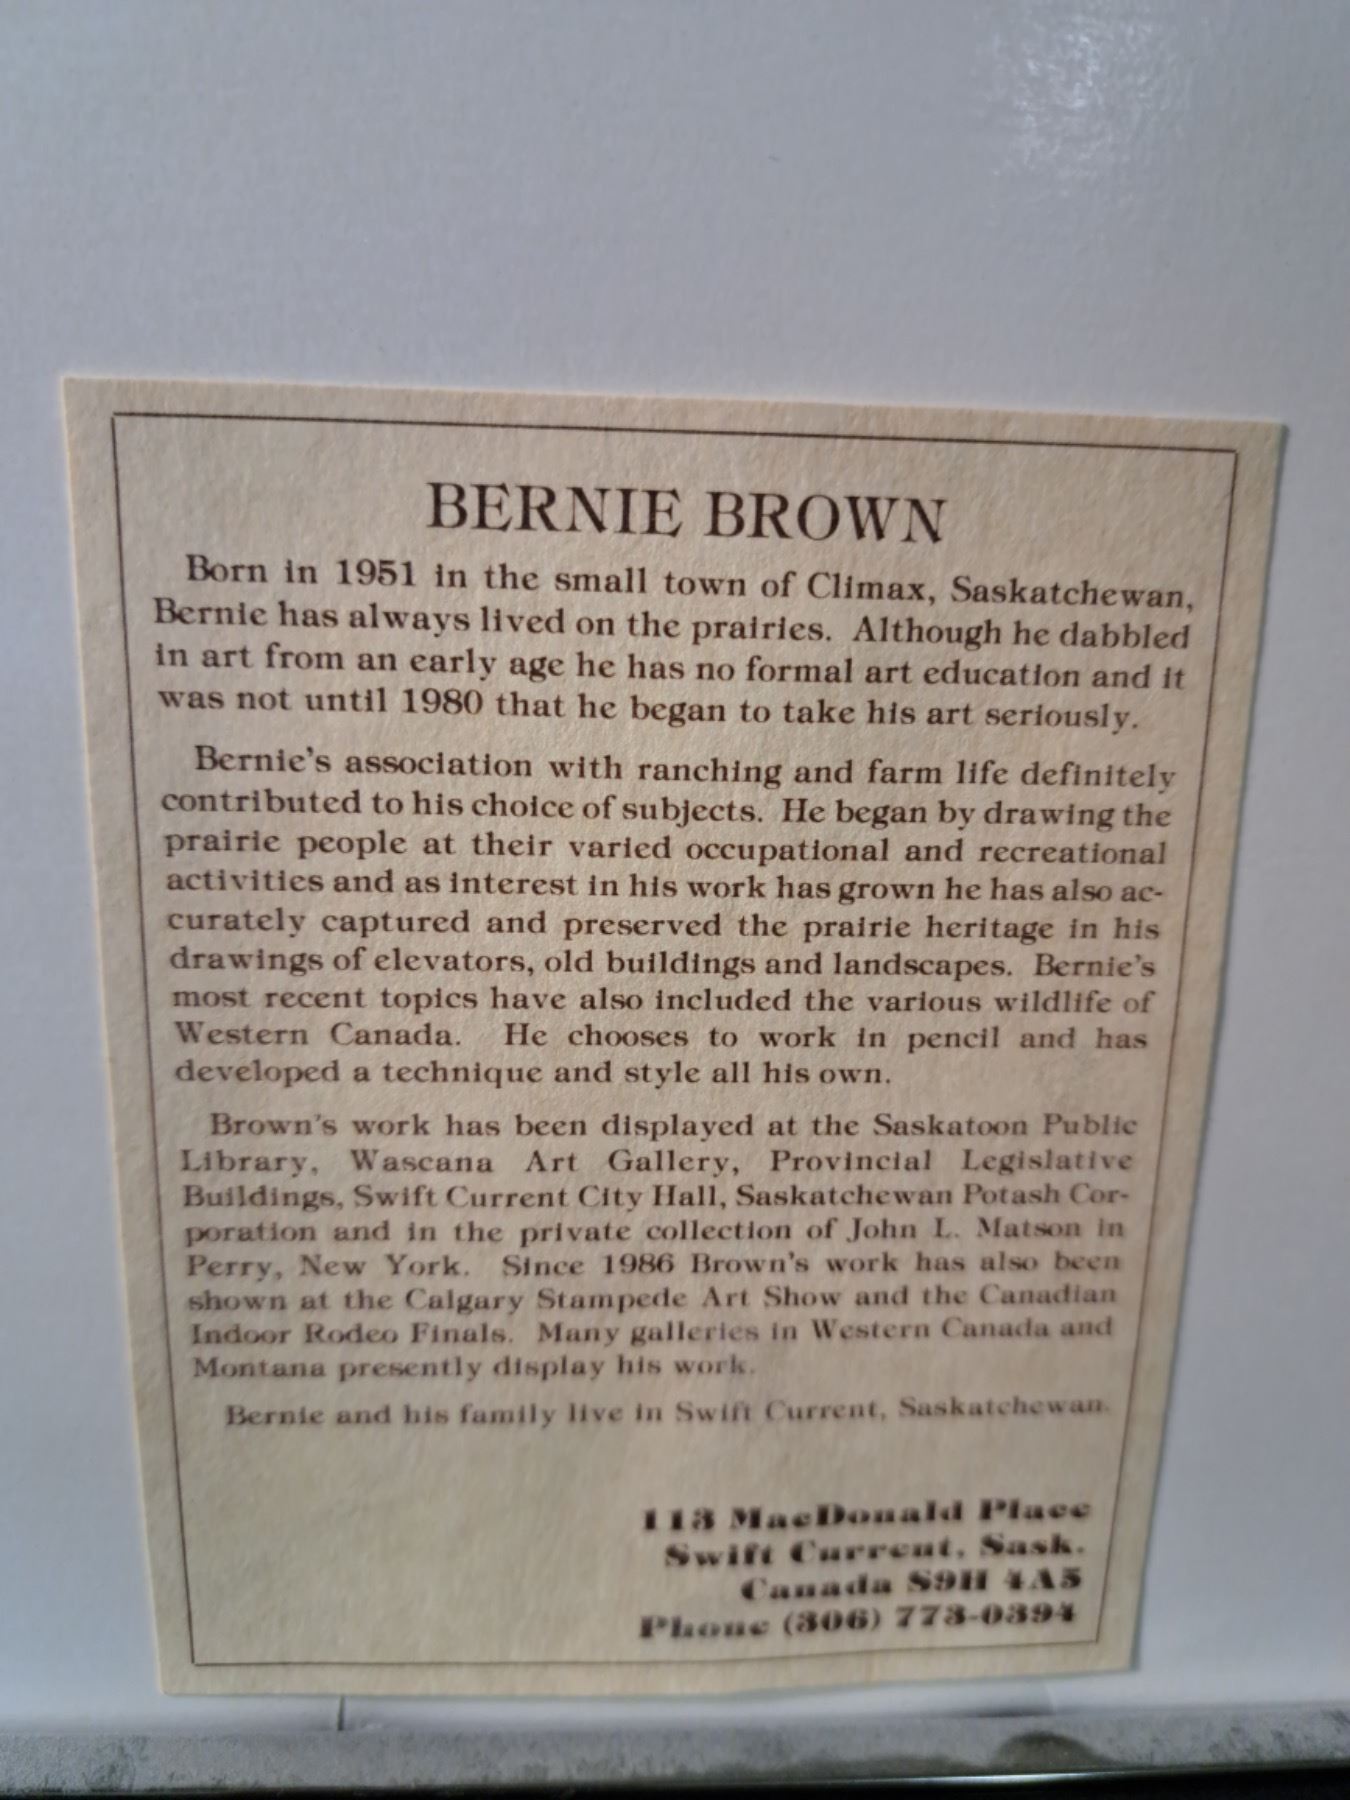 BERNIE BROWN
Born in 1951 in the small town of Climax, Saskatchewan,
Bernie has always lived on the prairies. Although he dabbled
in art from an early age he has no formal art education and it
was not until 1980 that he began to take his art seriously.
Bernie's association with ranching and farm life definitely
contributed to his choice of subjects. He began by drawing the
prairie people at their varied occupational and recreational
activities and as interest in his work has grown he has also ac-
curately captured and preserved the prairie heritage in his
drawings of elevators, old buildings and landscapes. Bernie's
most recent topics have also included the various wildlife of
Western Canada. He chooses to work in pencil and has
developed a technique and style all his own.
Brown's work has been displayed at the Saskatoon Public
Library, Wascana Art Gallery, Provincial Legislative
Buildings, Swift Current City Hall, Saskatchewan Potash Cor-
poration and in the private collection of John L. Matson in
Perry, New York. Since 1986 Brown's work has also been
shown at the Calgary Stampede Art Show and the Canadian
Indoor Rodeo Finals. Many galleries in Western Canada and
Montana presently display his work.
Bernie and his family live in Swift Current, Saskatchewan.
113 MacDonald Place
Swift Current, Sask.
Canada S9H 4A5
Phone (306) 773-0394